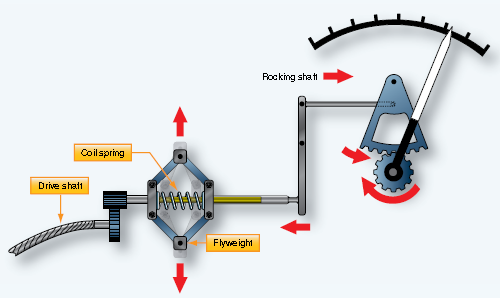 Rocking shaft
Coil spring
Drive shaft
Flyweight